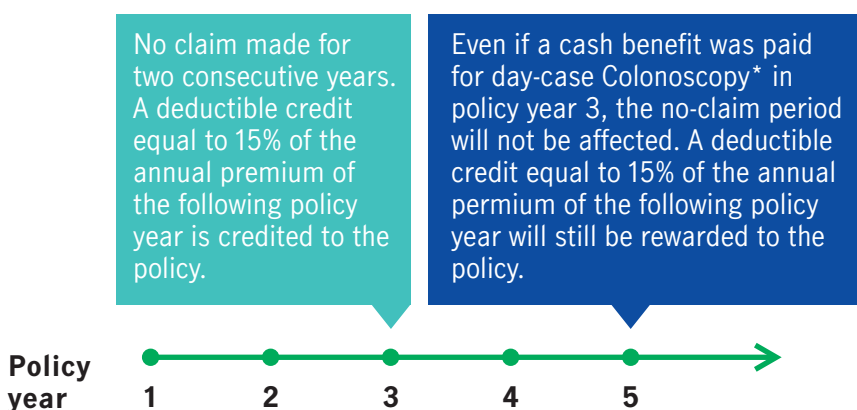 No claim made for
two consecutive years.
A deductible credit
equal to 15% of the
annual premium of
the following policy
year is credited to the
policy.
Even if a cash benefit was paid
for day-case Colonoscopy* in
policy year 3, the no-claim period
will not be affected. A deductible
credit equal to 15% of the annual
permium of the following policy
year will still be rewarded to the
policy.
Policy
year
1 2 3 4 5